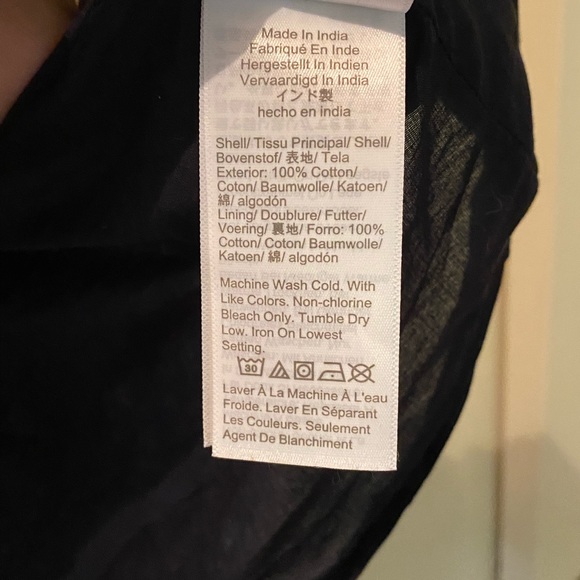 Made In India
Fabriqué En Inde
Hergestellt In Indien
Vervaardigd In India
インド製
hecho en india
Shell/ Tissu Principal/ Shell/
Bovenstof/ 表地/ Tela
Exterior: 100% Cotton/
Coton/ Baumwolle/ Katoen/
綿/ algodón
Lining/ Doublure/ Futter/
Voering/ 裏地/ Forro: 100%
Cotton/ Coton/ Baumwolle/
Katoen/ 綿/ algodón
Machine Wash Cold. With
Like Colors. Non-chlorine
Bleach Only. Tumble Dry
Low. Iron On Lowest
Setting.
30
Laver À La Machine À L'eau
Froide. Laver En Séparant
Les Couleurs. Seulement
Agent De Blanchiment